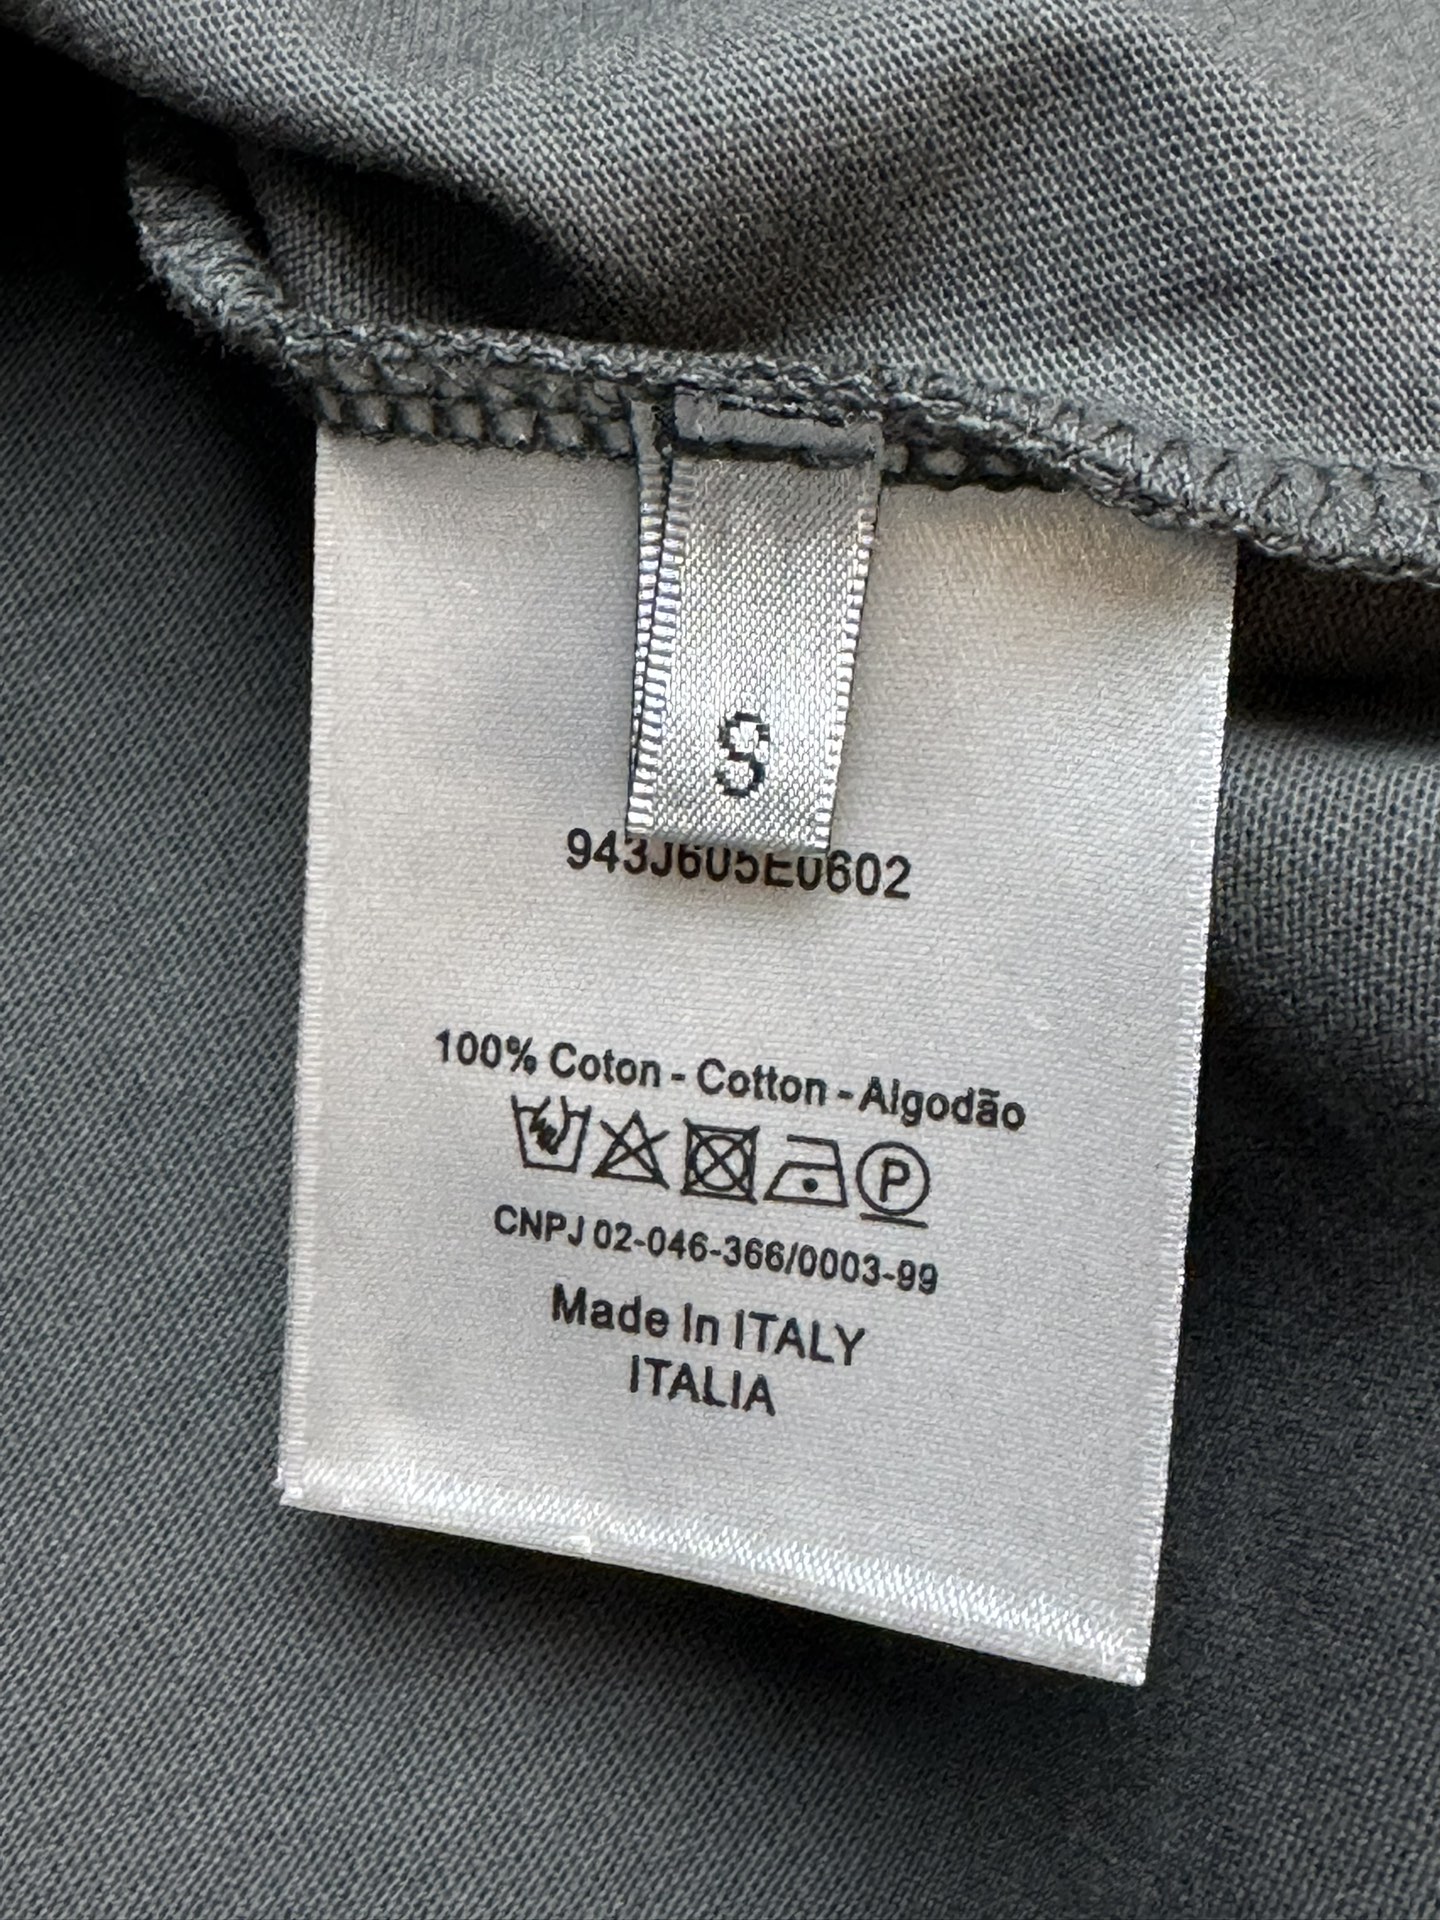 S
943J605E0602
100% Coton - Cotton - Algodão
P
CNPJ 02-046-366/0003-99
Made In ITALY
ITALIA